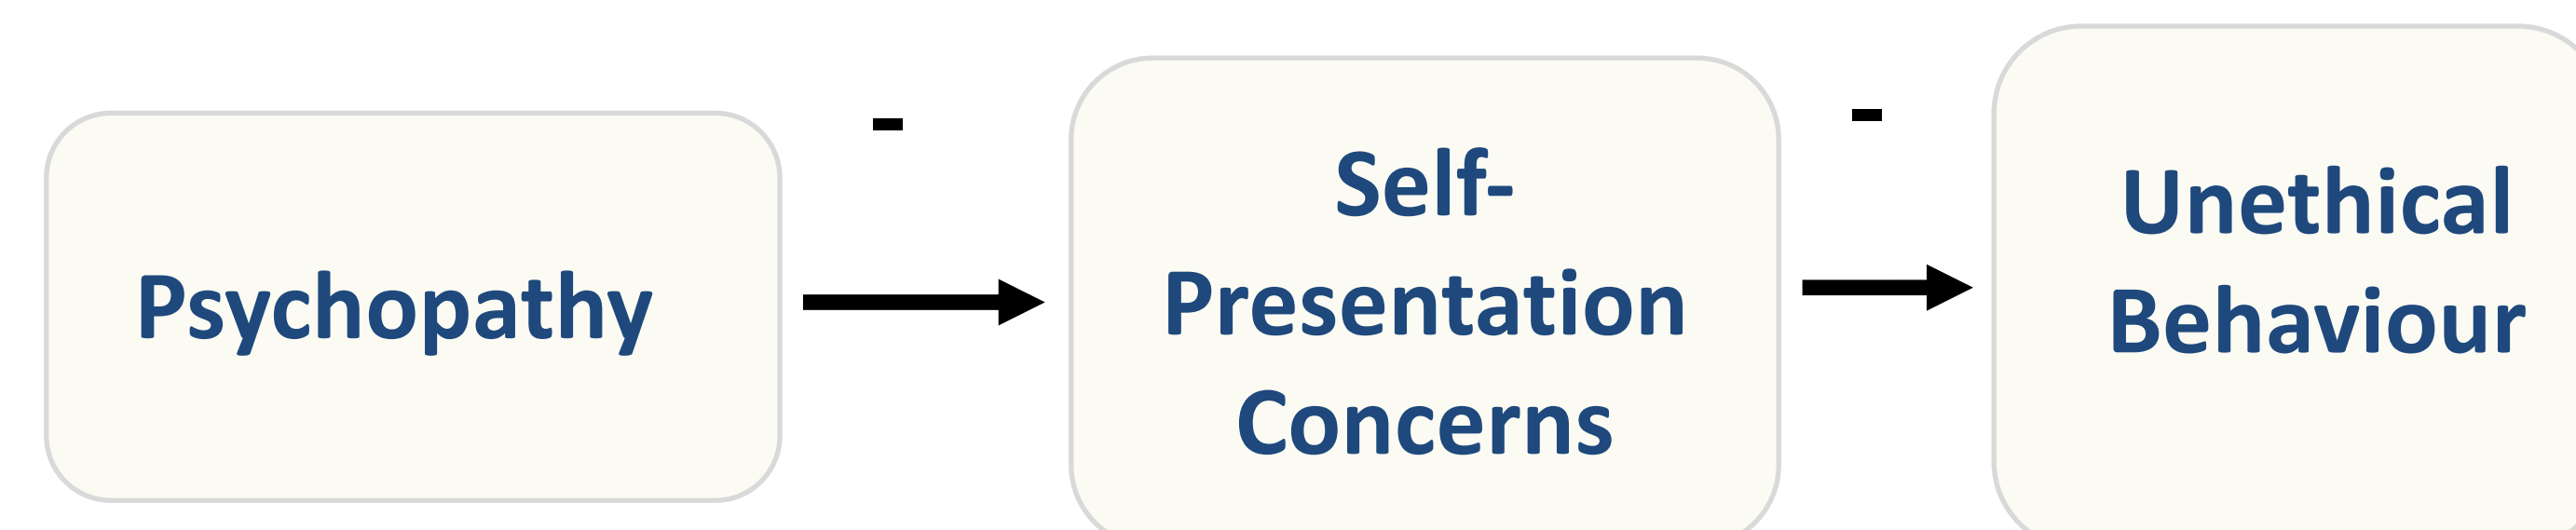 Psychopathy
-
Self-
Presentation
Concerns
-
Unethical
Behaviour